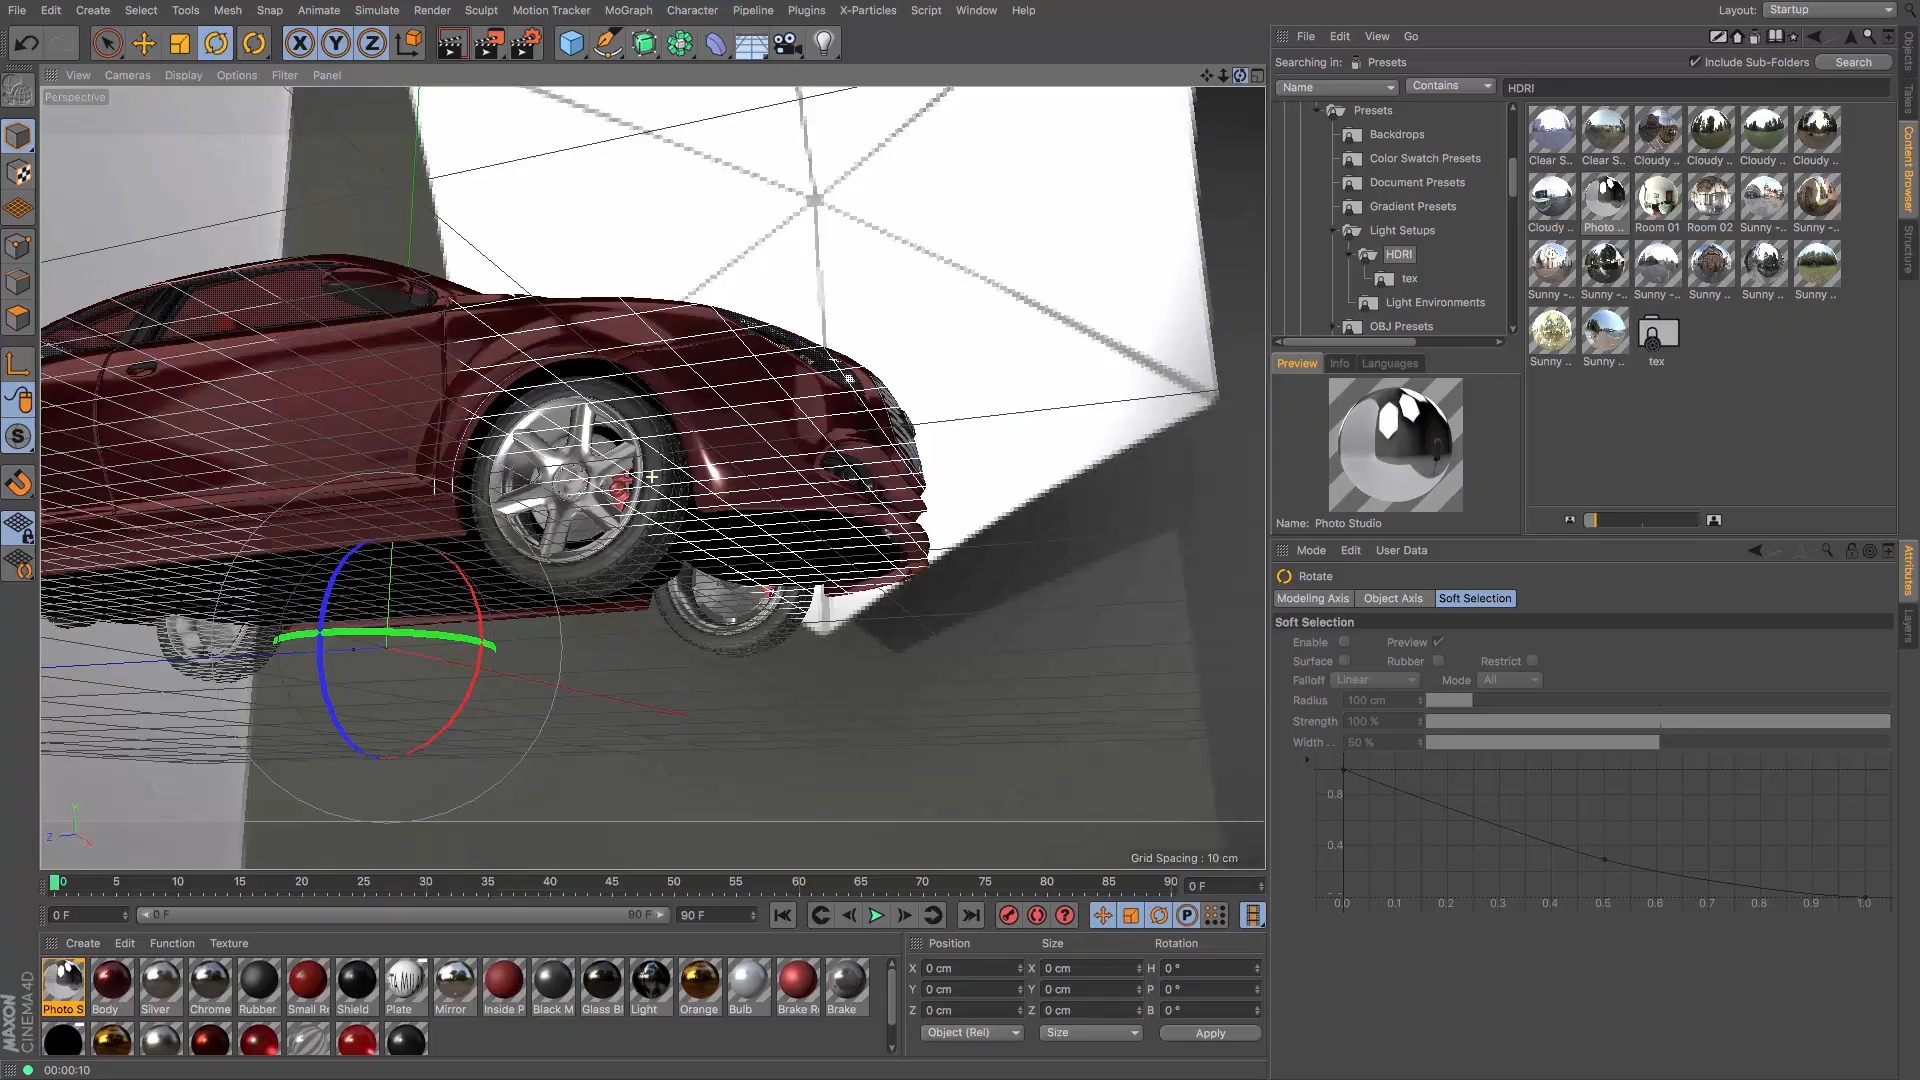 File Edit Create Select Tools Mesh Snap Animate Simulate Render Sculpt Motion Tracker MoGraph Character Pipeline Plugins X-Particles Script Window Help Layout: Startup
X Y Z
File Edit View Go
Searching in: Presets Include Sub-Folders Search
Name Contains HDRI
View Cameras Display Options Filter Panel
Perspective
Presets
Backdrops
Color Swatch Presets
Document Presets
Gradient Presets
Light Setups
HDRI
tex
Light Environments
OBJ Presets
Clear S.. Clear S.. Cloudy .. Cloudy .. Cloudy .. Cloudy ..
Cloudy .. Photo .. Room 01 Room 02 Sunny -.. Sunny -..
Sunny -.. Sunny -.. Sunny -.. Sunny .. Sunny .. Sunny ..
Sunny .. Sunny .. tex
Preview Info Languages
Name: Photo Studio
Objects
Takes
Content Browser
Structure
Attributes
Layers
Mode Edit User Data
Rotate
Modeling Axis Object Axis Soft Selection
Soft Selection
Enable Preview
Surface Rubber Restrict
Falloff Linear Mode All
Radius 100 cm
Strength 100 %
Width .. 50 %
0.8
0.4
0.0 0.1 0.2 0.3 0.4 0.5 0.6 0.7 0.8 0.9 1.0
Y
Z
X
Grid Spacing : 10 cm
0 5 10 15 20 25 30 35 40 45 50 55 60 65 70 75 80 85 90 0 F
0 F 0 F 90 F 90 F
P
Create Edit Function Texture
Photo S Body Silver Chrome Rubber Small Re Shield Plate Mirror Inside P Black M Glass Bl Light Orange Bulb Brake Ro Brake
Position Size Rotation
X 0 cm X 0 cm H 0 °
Y 0 cm Y 0 cm P 0 °
Z 0 cm Z 0 cm B 0 °
Object (Rel) Size Apply
MAXON
CINEMA 4D
00:00:10